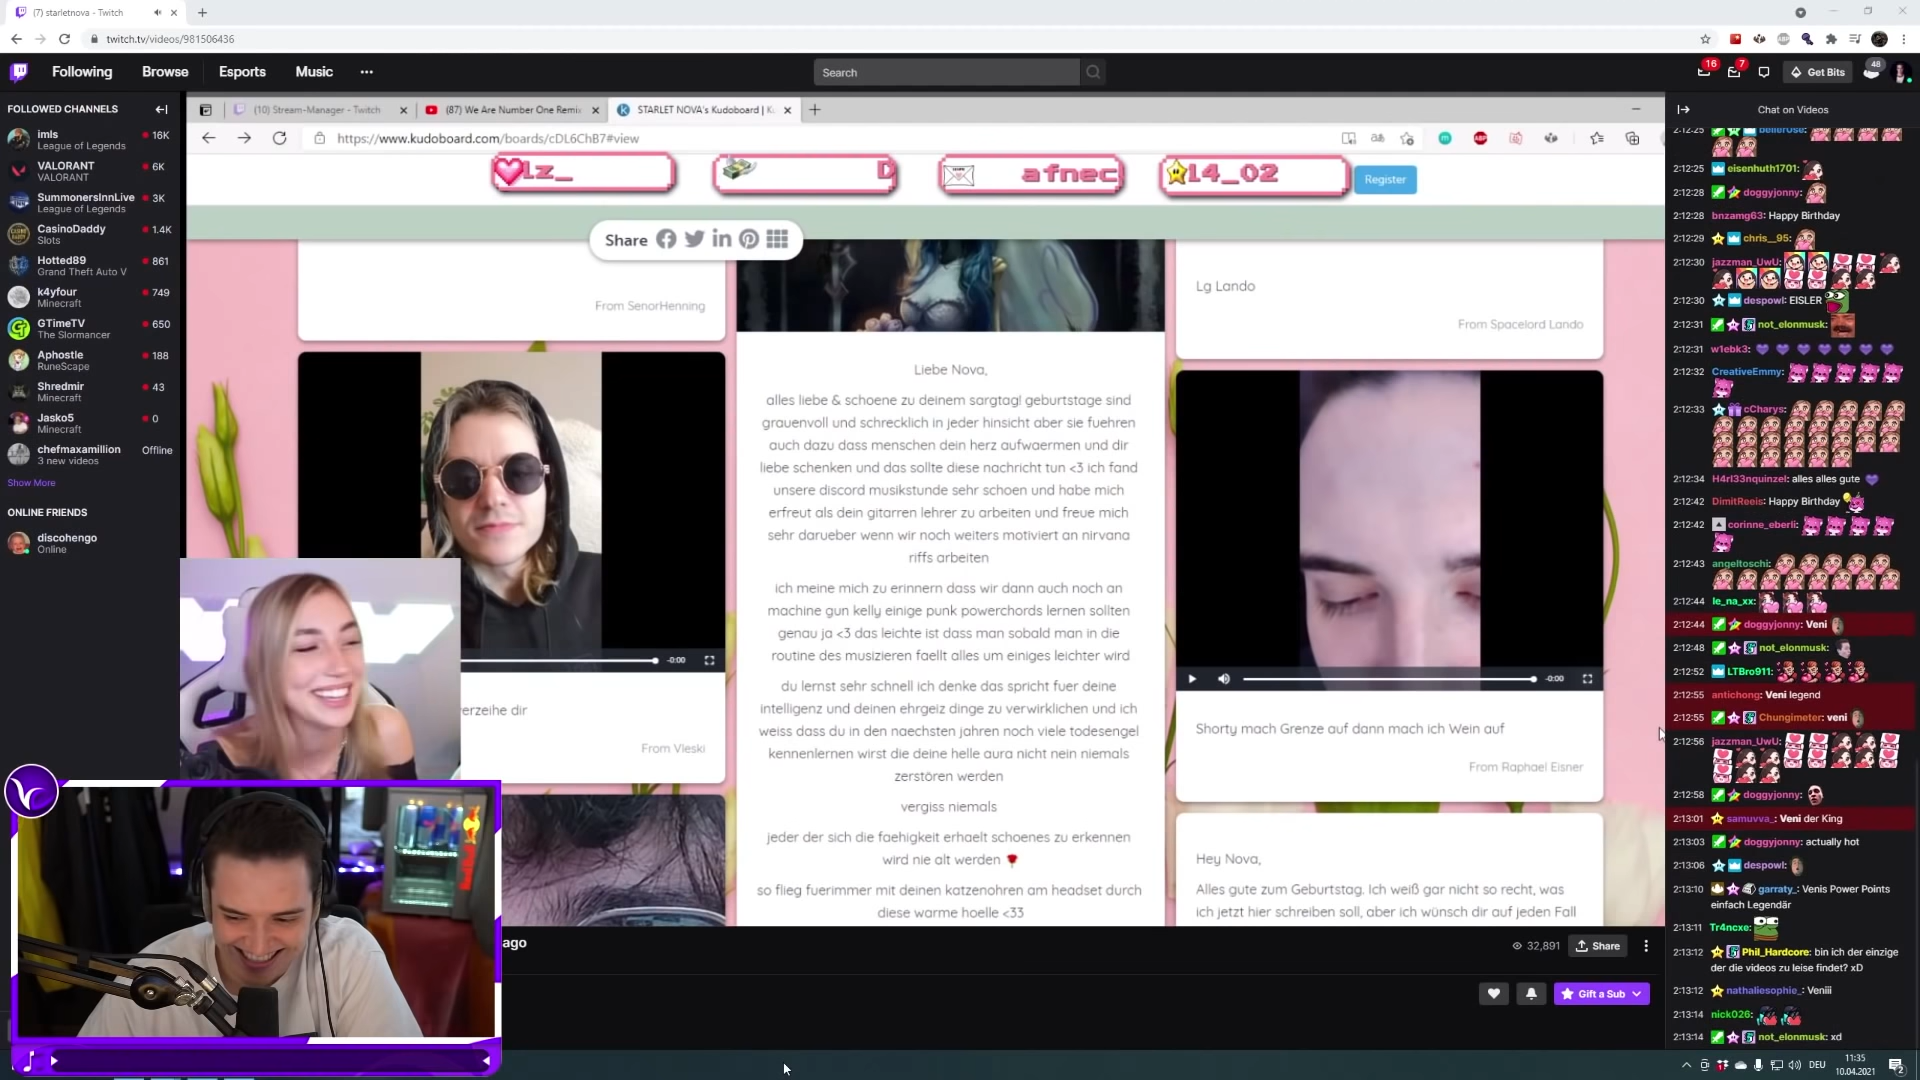 (7) starletnova - Twitch
twitch.tv/videos/981506436
Following
Browse
Esports
Music
Search
16
7
Get Bits
48
FOLLOWED CHANNELS
imls
League of Legends
16K
VALORANT
VALORANT
6K
SummonersInnLive
League of Legends
3K
CasinoDaddy
Slots
1.4K
Hotted89
Grand Theft Auto V
861
k4yfour
Minecraft
749
GTimeTV
The Slormancer
650
Aphostle
RuneScape
188
Shredmir
Minecraft
43
Jasko5
Minecraft
0
chefmaxamillion
3 new videos
Offline
Show More
ONLINE FRIENDS
discohengo
Online
(10) Stream-Manager - Twitch
(87) We Are Number One Remix
STARLET NOVA's Kudoboard | K
https://www.kudoboard.com/boards/cDL6ChB7#view
lz_
D
afnec
14_02
Register
Share
From SenorHenning
-0:00
erzeihe dir
From Vleski
Liebe Nova,
alles liebe & schoene zu deinem sargtag! geburtstage sind
grauenvoll und schrecklich in jeder hinsicht aber sie fuehren
auch dazu dass menschen dein herz aufwaermen und dir
liebe schenken und das sollte diese nachricht tun <3 ich fand
unsere discord musikstunde sehr schoen und habe mich
erfreut als dein gitarren lehrer zu arbeiten und freue mich
sehr darueber wenn wir noch weiters motiviert an nirvana
riffs arbeiten
ich meine mich zu erinnern dass wir dann auch noch an
machine gun kelly einige punk powerchords lernen sollten
genau ja <3 das leichte ist dass man sobald man in die
routine des musizieren faellt alles um einiges leichter wird
du lernst sehr schnell ich denke das spricht fuer deine
intelligenz und deinen ehrgeiz dinge zu verwirklichen und ich
weiss dass du in den naechsten jahren noch viele todesengel
kennenlernen wirst die deine helle aura nicht nein niemals
zerstören werden
vergiss niemals
jeder der sich die faehigkeit erhaelt schoenes zu erkennen
wird nie alt werden 🌹
so flieg fuerimmer mit deinen katzenohren am headset durch
diese warme hoelle <33
Lg Lando
From Spacelord Lando
-0:00
Shorty mach Grenze auf dann mach ich Wein auf
From Raphael Eisner
Hey Nova,
Alles gute zum Geburtstag. Ich weiß gar nicht so recht, was
ich jetzt hier schreiben soll, aber ich wünsch dir auf jeden Fall
ago
32,891
Share
Gift a Sub
Chat on Videos
2:12:25
2:12:25 eisenhuth1701:
2:12:28 doggyjonny:
2:12:28 bnzamg63: Happy Birthday
2:12:29 chris__95:
2:12:30 jazzman_UwU:
2:12:30 despowl: EISLER
2:12:31 not_elonmusk:
2:12:31 w1ebk3: 💜 💜 💜 💜 💜 💜 💜
2:12:32 CreativeEmmy:
2:12:33 cCharys:
2:12:34 H4rl33nquinzel: alles alles gute 💜
2:12:42 DimitReeis: Happy Birthday
2:12:42 corinne_eberli:
2:12:43 angeltoschi:
2:12:44 le_na_xx:
2:12:44 doggyjonny: Veni
2:12:48 not_elonmusk:
2:12:52 LTBro911:
2:12:55 antichong: Veni legend
2:12:55 Chungimeter: veni
2:12:56 jazzman_UwU:
2:12:58 doggyjonny:
2:13:01 samuvva_: Veni der King
2:13:03 doggyjonny: actually hot
2:13:06 despowl:
2:13:10 garraty_: Venis Power Points
einfach Legendär
2:13:11 Tr4ncxe:
2:13:12 Phil_Hardcore: bin ich der einzige
der die videos zu leise findet? xD
2:13:12 nathaliesophie_: Veniii
2:13:14 nick026:
2:13:14 not_elonmusk: xd
DEU
11:35
10.04.2021
2